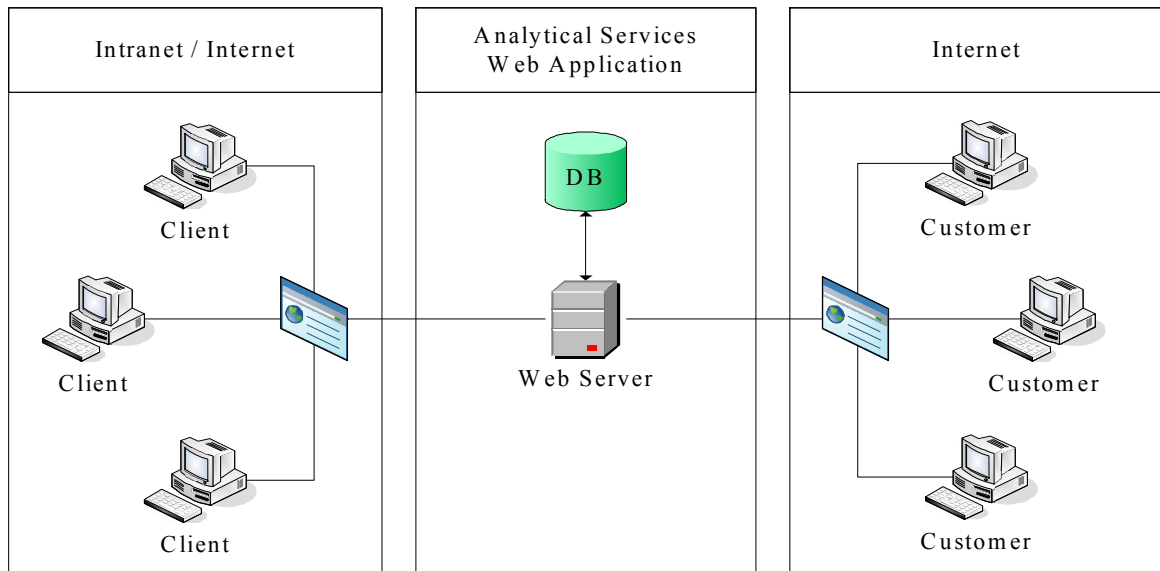 Intranet / Internet
Analytical Services
Web Application
Internet
DB
Client
Customer
Web Server
Client
Customer
Client
Customer